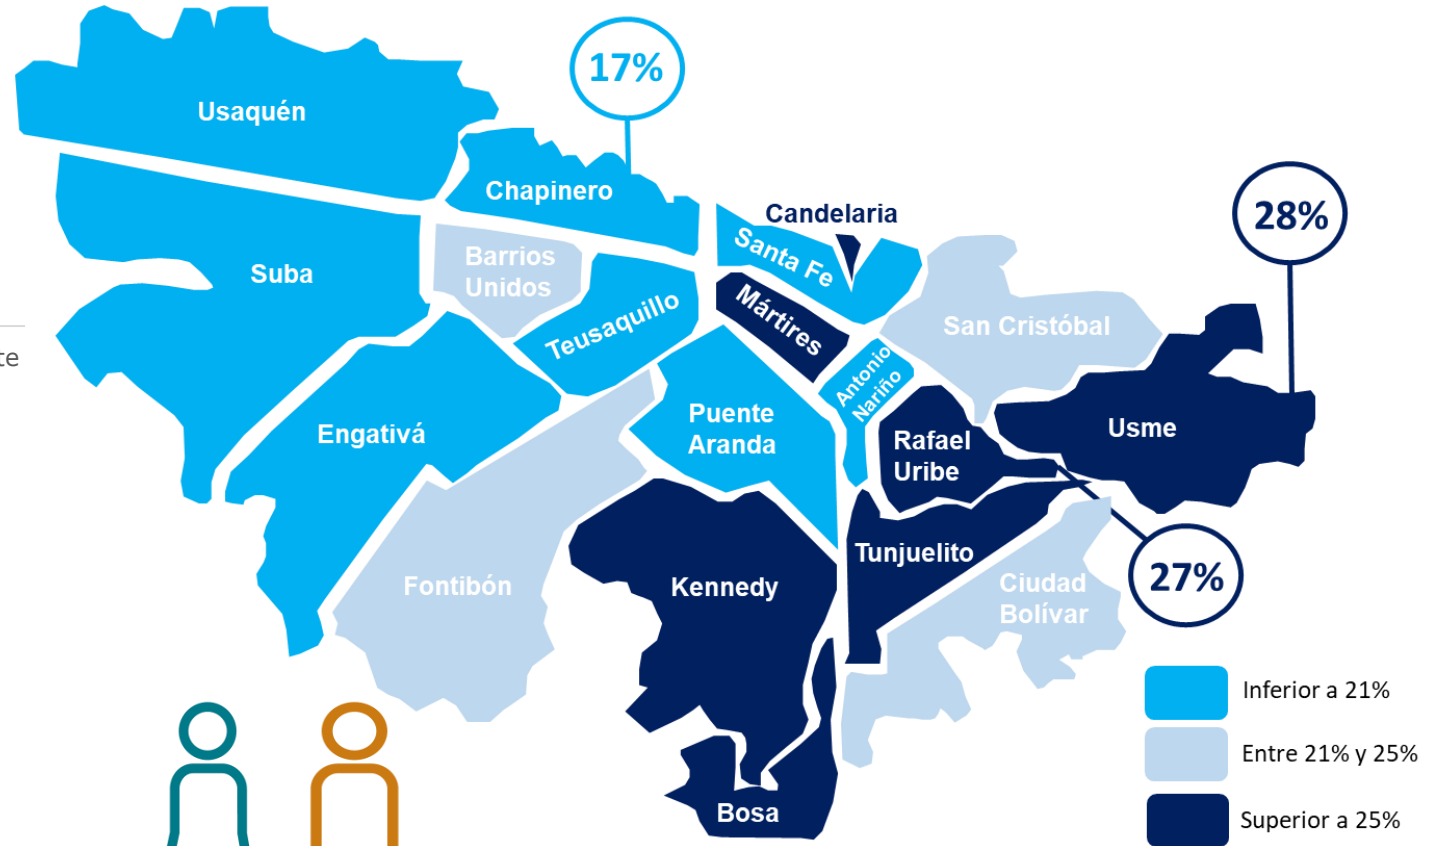 17%
Usaquén
Chapinero
Candelaria
28%
Santa Fe
Barrios
Unidos
Suba
Teusaquillo
Mártires
San Cristóbal
te
Antonio
Nariño
Puente
Aranda
Engativá
Rafael
Uribe
Usme
Tunjuelito
27%
Fontibón
Kennedy
Ciudad
Bolívar
Inferior a 21%
Entre 21% y 25%
Bosa
Superior a 25%